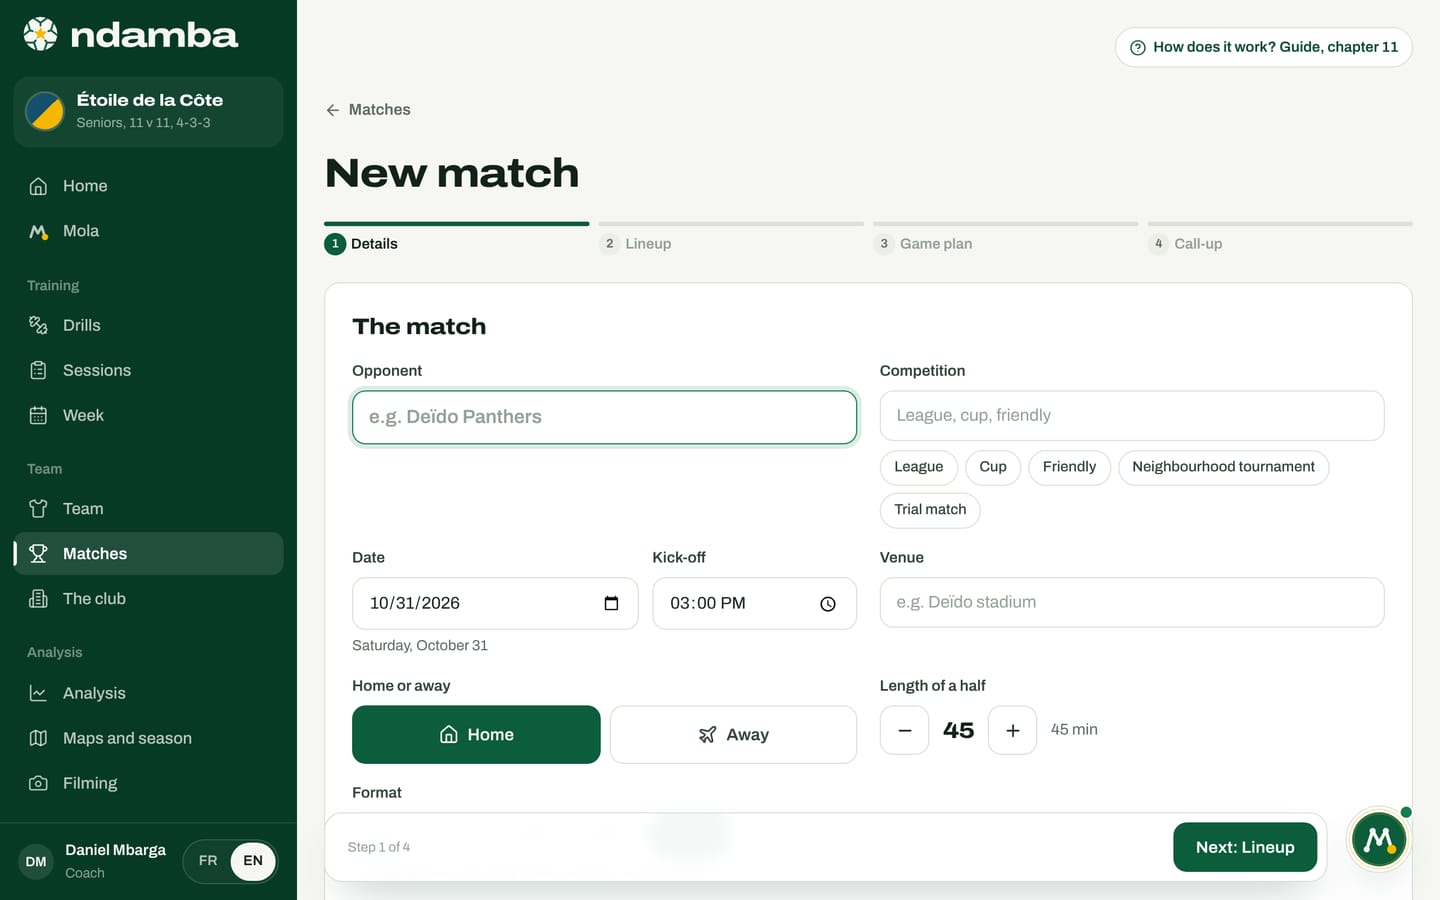 ndamba
Étoile de la Côte
Seniors, 11 v 11, 4-3-3
Home
Mola
Training
Drills
Sessions
Week
Team
Team
Matches
The club
Analysis
Analysis
Maps and season
Filming
DM
Daniel Mbarga
Coach
FR
EN
How does it work? Guide, chapter 11
Matches
New match
1 Details
2 Lineup
3 Game plan
4 Call-up
The match
Opponent
e.g. Deïdo Panthers
Competition
League, cup, friendly
League
Cup
Friendly
Neighbourhood tournament
Trial match
Date
10/31/2026
Saturday, October 31
Kick-off
03:00 PM
Venue
e.g. Deïdo stadium
Home or away
Home
Away
Length of a half
45
45 min
Format
Step 1 of 4
Next: Lineup
M